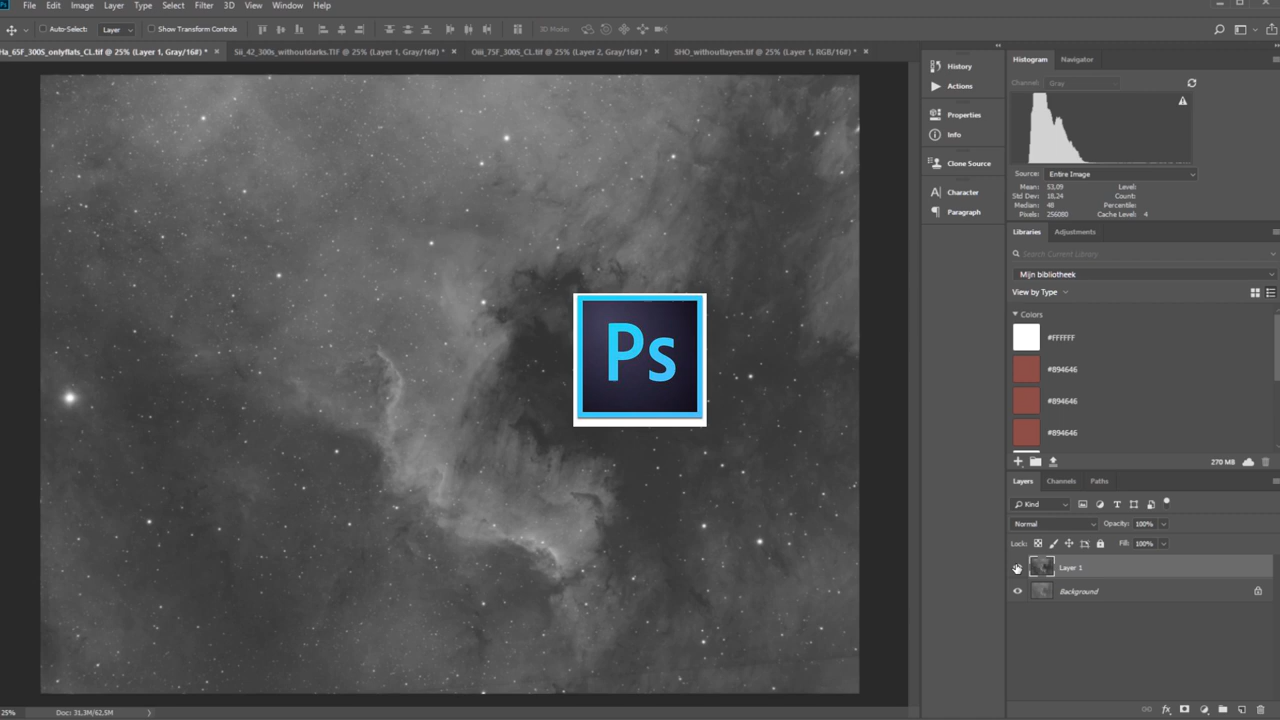 Ps
File Edit Image Layer Type Select Filter 3D View Window Help
Auto-Select: Layer Show Transform Controls 3D Mode:
Ha_65F_300S_onlyflats_CL.tif @ 25% (Layer 1, Gray/16#) * × Sii_42_300s_withoutdarks.TIF @ 25% (Layer 1, Gray/16#) * × Oiii_75F_300S_CL.tif @ 25% (Layer 2, Gray/16#) * × SHO_withoutlayers.tif @ 25% (Layer 1, RGB/16#) * ×
History
Actions
Properties
Info
Clone Source
Character
Paragraph
Histogram Navigator
Channel: Gray
Source: Entire Image
Mean: 53,09 Level:
Std Dev: 18,24 Count:
Median: 48 Percentile:
Pixels: 256080 Cache Level: 4
Libraries Adjustments
Search Current Library
Mijn bibliotheek
View by Type
Colors
#FFFFFF
#894646
#894646
#894646
270 MB
Layers Channels Paths
Kind
Normal Opacity: 100%
Lock: Fill: 100%
Layer 1
Background
Ps
25% Doc: 31,3M/62,5M